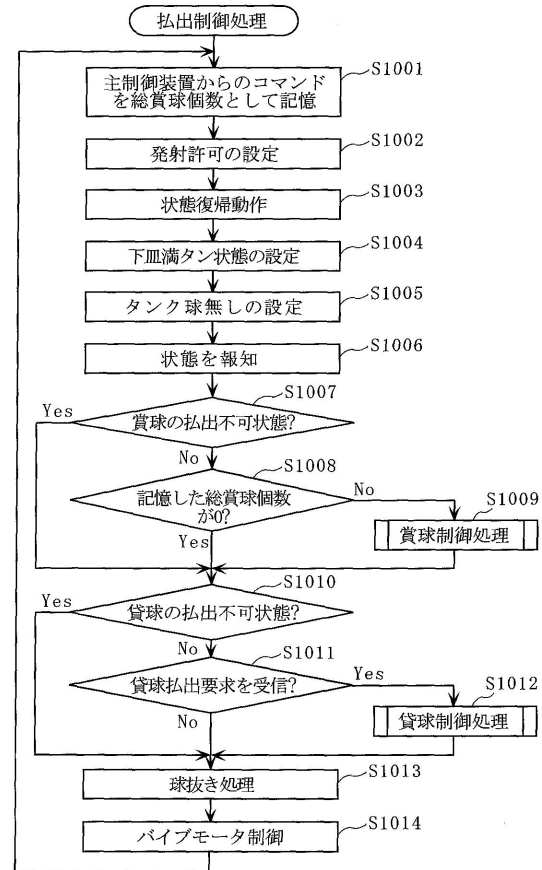 払出制御処理
主制御装置からのコマンド
を総賞球個数として記憶
S1001
発射許可の設定
S1002
状態復帰動作
S1003
下皿満タン状態の設定
S1004
タンク球無しの設定
S1005
状態を報知
S1006
賞球の払出不可状態?
S1007
Yes
No
記憶した総賞球個数
が0?
S1008
No
Yes
賞球制御処理
S1009
貸球の払出不可状態?
S1010
Yes
No
貸球払出要求を受信?
S1011
Yes
No
貸球制御処理
S1012
球抜き処理
S1013
バイブモータ制御
S1014